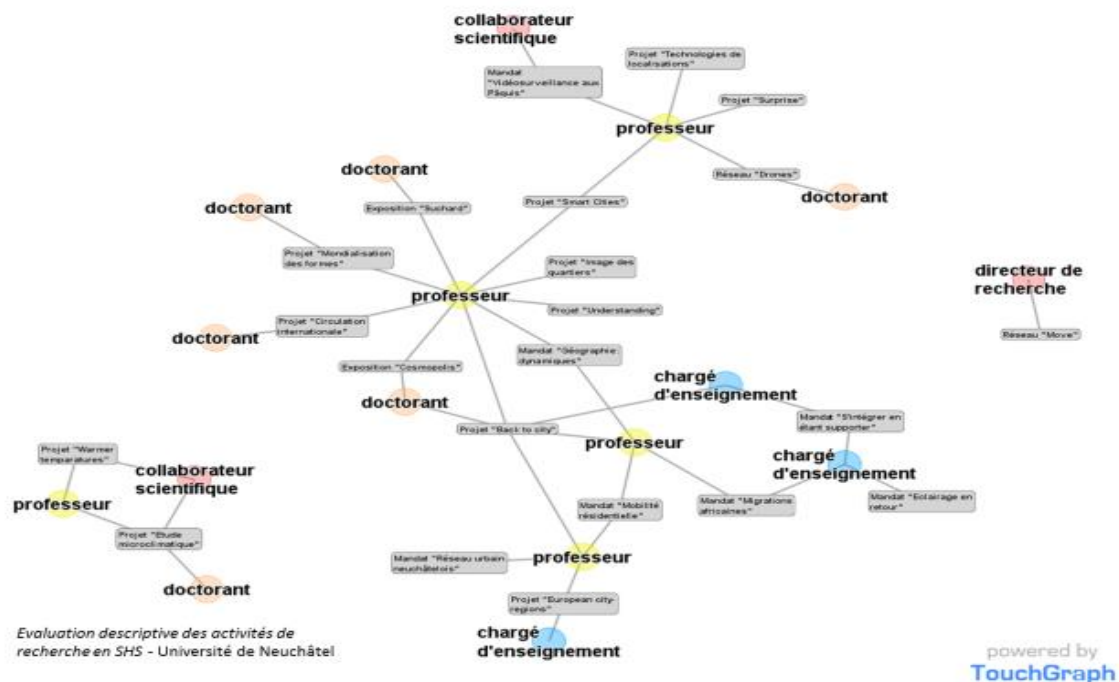 collaborateur
scientifique
Projet "Technologies de
localisations"
Mandat
"Vidéosurveillance aux
Pâquis"
Projet "Surprise"
professeur
doctorant
Réseau "Drones"
doctorant
Exposition "Suchard"
Projet "Smart Cities"
doctorant
Projet "Mondialisation
des formes"
Projet "Image des
quartiers"
directeur de
recherche
professeur
Projet "Understanding"
Projet "Circulation
internationale"
doctorant
Réseau "Move"
Mandat "Géographie :
dynamiques"
Exposition "Cosmopolis"
chargé
d'enseignement
doctorant
Mandat "S'intégrer en
étant supporter"
Projet "Back to city"
professeur
Projet "Warmer
temparatures"
collaborateur
scientifique
chargé
d'enseignement
professeur
Mandat "Mobilité
résidentielle"
Mandat "Migrations
africaines"
Mandat "Eclairage en
retour"
Projet "Etude
microclimatique"
Mandat "Réseau urbain
neuchâtelois"
professeur
doctorant
Projet "European city-
regions"
Evaluation descriptive des activités de
recherche en SHS - Université de Neuchâtel
chargé
d'enseignement
powered by
TouchGraph